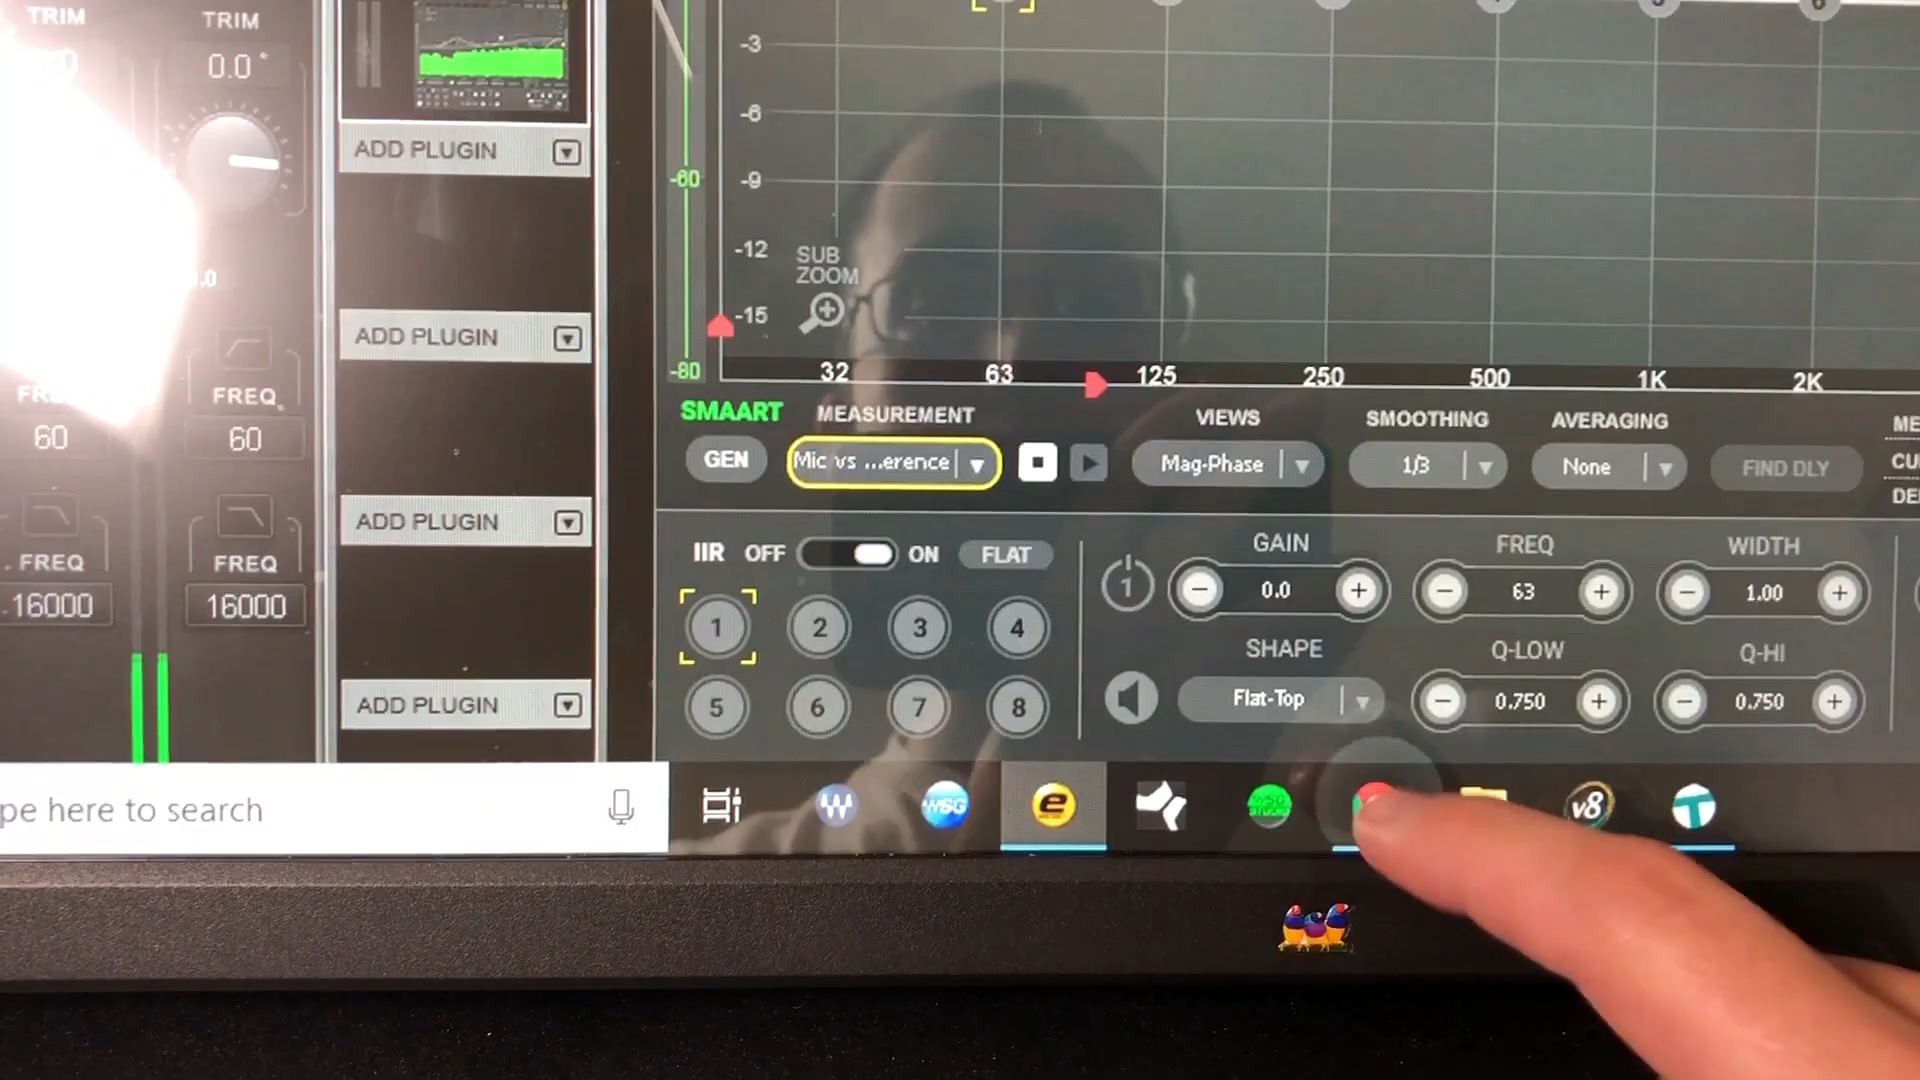 TRIM
TRIM
0.0 °
ADD PLUGIN
ADD PLUGIN
ADD PLUGIN
ADD PLUGIN
FREQ
60
60
FREQ
FREQ
-16000
16000
-60
-80
-3
-6
-9
-12
-15
SUB
ZOOM
32
63
125
250
500
1K
2K
SMAART
MEASUREMENT
VIEWS
SMOOTHING
AVERAGING
GEN
Mic vs ...erence
Mag-Phase
1/3
None
FIND DLY
IIR
OFF
ON
FLAT
GAIN
FREQ
WIDTH
1
0.0
63
1.00
1
2
3
4
SHAPE
Q-LOW
Q-HI
Flat-Top
0.750
0.750
5
6
7
8
pe here to search
W
WSG
e
WSG
STUDIO
v8
T